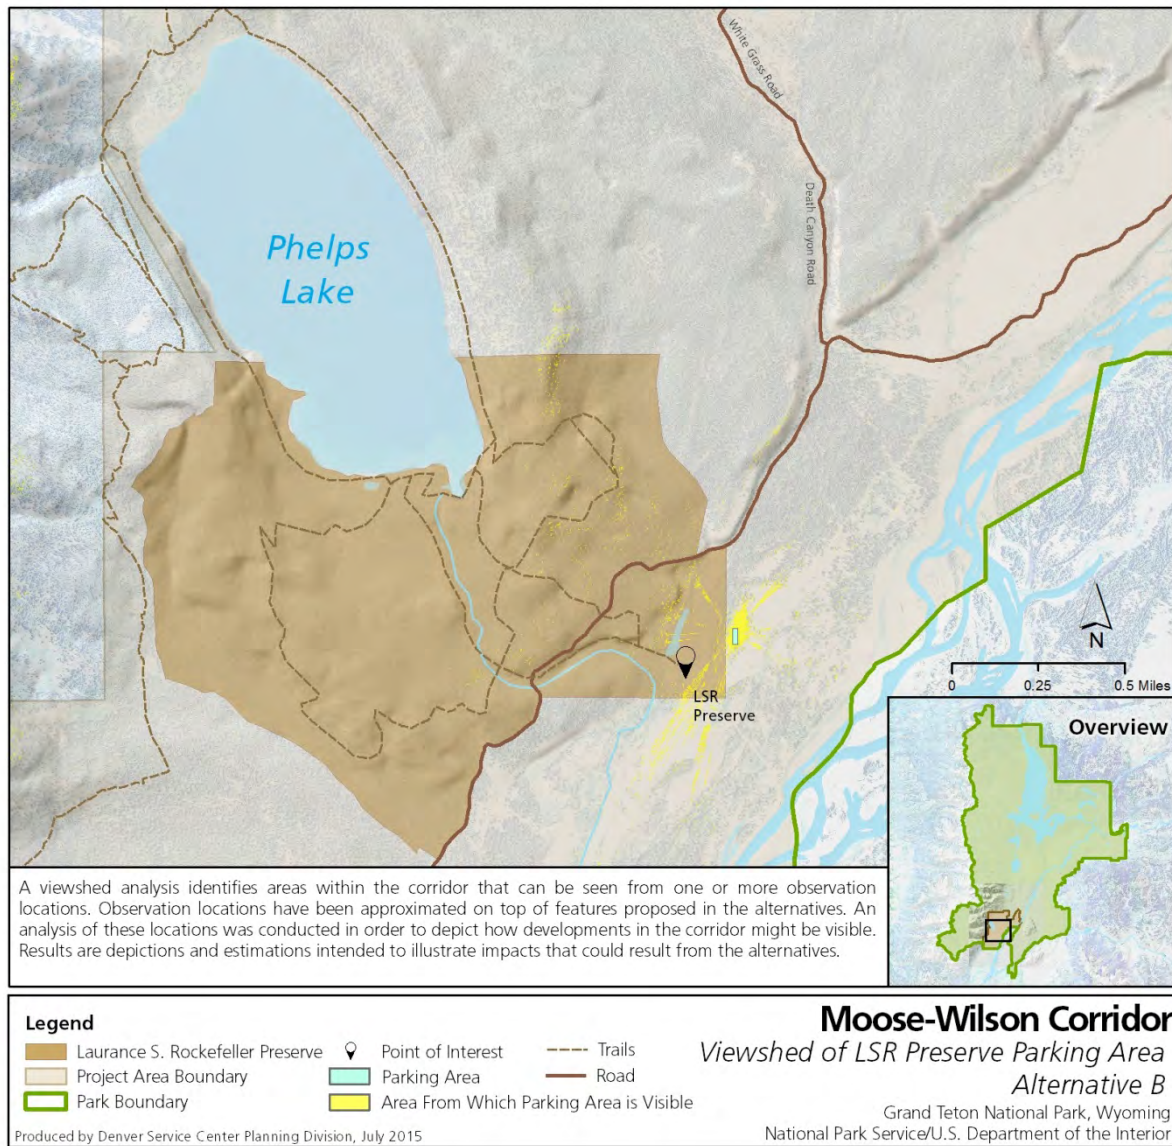 White Grass Road
Phelps
Lake
Death Canyon Road
N
LSR
Preserve
0 0.25 0.5 Miles
Overview
A viewshed analysis identifies areas within the corridor that can be seen from one or more observation
locations. Observation locations have been approximated on top of features proposed in the alternatives. An
analysis of these locations was conducted in order to depict how developments in the corridor might be visible.
Results are depictions and estimations intended to illustrate impacts that could result from the alternatives.
Legend
Laurance S. Rockefeller Preserve
Project Area Boundary
Park Boundary
Point of Interest
Parking Area
Area From Which Parking Area is Visible
Trails
Road
Produced by Denver Service Center Planning Division, July 2015
Moose-Wilson Corridor
Viewshed of LSR Preserve Parking Area
Alternative B
Grand Teton National Park, Wyoming
National Park Service/U.S. Department of the Interior